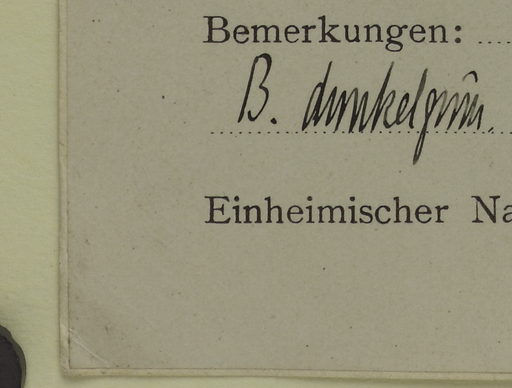 Bemerkungen: ....
B. dunkelgrün.
Einheimischer Na